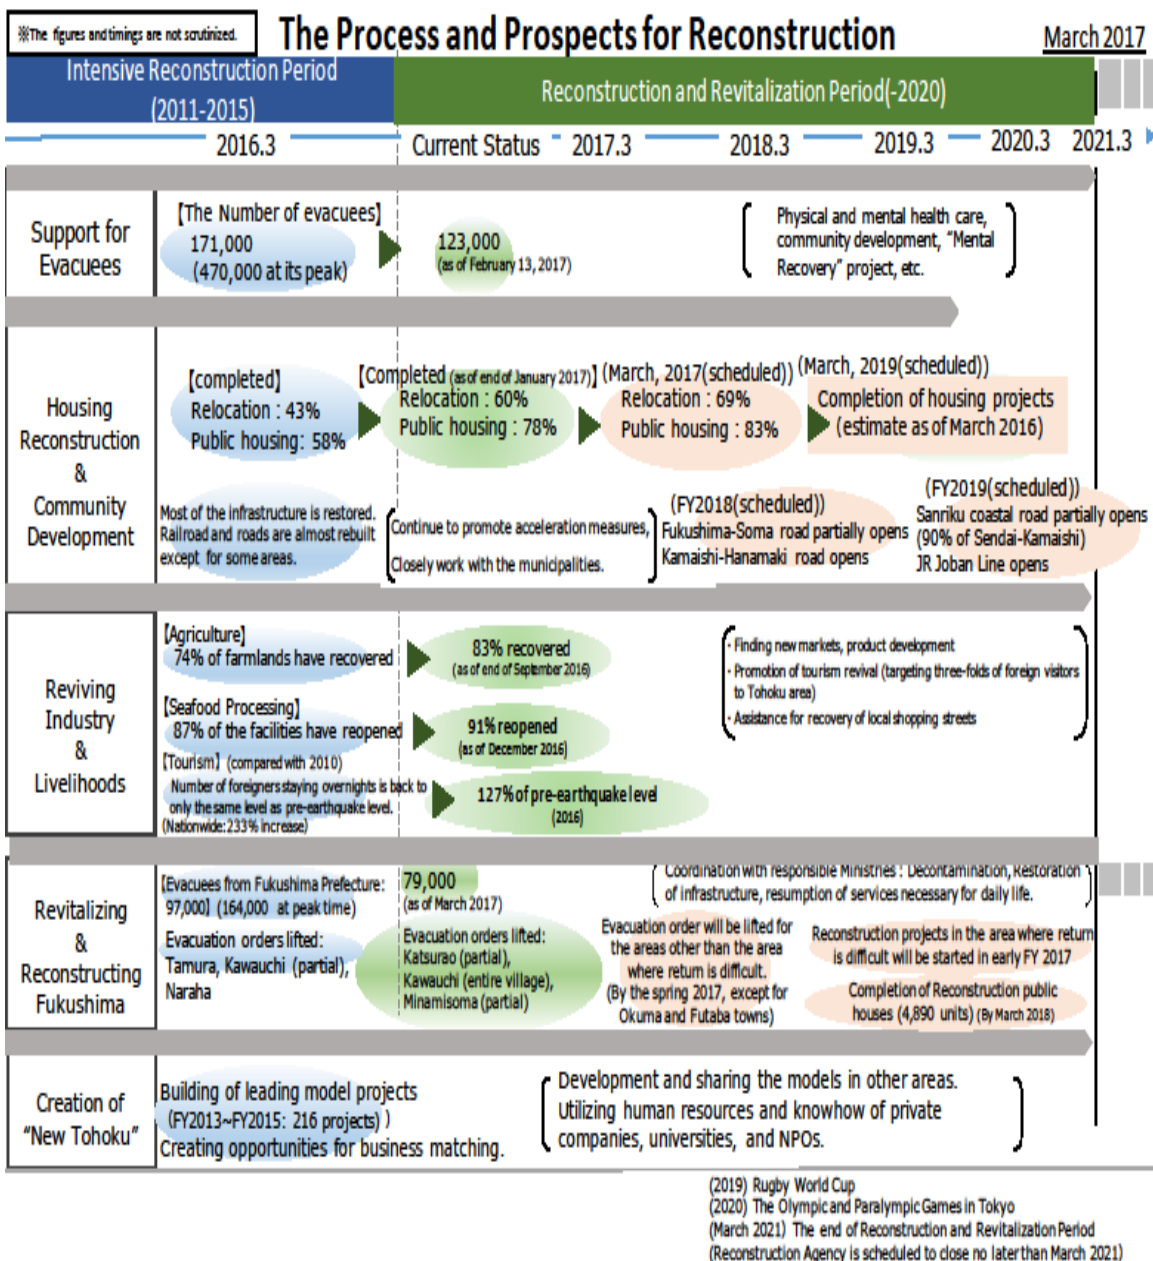 ※The figures and timings are not scrutinized.
The Process and Prospects for Reconstruction
March 2017
Intensive Reconstruction Period
(2011-2015)
Reconstruction and Revitalization Period(-2020)
2016.3
Current Status
2017.3
2018.3
2019.3
2020.3
2021.3
Support for
Evacuees
【The Number of evacuees】
171,000
(470,000 at its peak)
123,000
(as of February 13, 2017)
Physical and mental health care,
community development, “Mental
Recovery” project, etc.
Housing
Reconstruction
&
Community
Development
【completed】
Relocation : 43%
Public housing: 58%
【Completed (as of end of January 2017)】
Relocation : 60%
Public housing : 78%
(March, 2017(scheduled))
Relocation : 69%
Public housing : 83%
(March, 2019(scheduled))
Completion of housing projects
(estimate as of March 2016)
Most of the infrastructure is restored.
Railroad and roads are almost rebuilt
except for some areas.
Continue to promote acceleration measures,
Closely work with the municipalities.
(FY2018(scheduled))
Fukushima-Soma road partially opens
Kamaishi-Hanamaki road opens
(FY2019(scheduled))
Sanriku coastal road partially opens
(90% of Sendai-Kamaishi)
JR Joban Line opens
Reviving
Industry
&
Livelihoods
【Agriculture】
74% of farmlands have recovered
83% recovered
(as of end of September 2016)
【Seafood Processing】
87% of the facilities have reopened
91% reopened
(as of December 2016)
【Tourism】 (compared with 2010)
Number of foreigners staying overnights is back to
only the same level as pre-earthquake level.
(Nationwide:233% increase)
127% of pre-earthquake level
(2016)
・Finding new markets, product development
・Promotion of tourism revival (targeting three-folds of foreign visitors
to Tohoku area)
・Assistance for recovery of local shopping streets
Revitalizing
&
Reconstructing
Fukushima
【Evacuees from Fukushima Prefecture:
97,000】 (164,000 at peak time)
Evacuation orders lifted:
Tamura, Kawauchi (partial),
Naraha
79,000
(as of March 2017)
Evacuation orders lifted:
Katsurao (partial),
Kawauchi (entire village),
Minamisoma (partial)
Coordination with responsible Ministries : Decontamination, Restoration
of infrastructure, resumption of services necessary for daily life.
Evacuation order will be lifted for
the areas other than the area
where return is difficult.
(By the spring 2017, except for
Okuma and Futaba towns)
Reconstruction projects in the area where return
is difficult will be started in early FY 2017
Completion of Reconstruction public
houses (4,890 units) (By March 2018)
Creation of
“New Tohoku”
Building of leading model projects
(FY2013~FY2015: 216 projects) )
Creating opportunities for business matching.
Development and sharing the models in other areas.
Utilizing human resources and knowhow of private
companies, universities, and NPOs.
(2019) Rugby World Cup
(2020) The Olympic and Paralympic Games in Tokyo
(March 2021) The end of Reconstruction and Revitalization Period
(Reconstruction Agency is scheduled to close no later than March 2021)